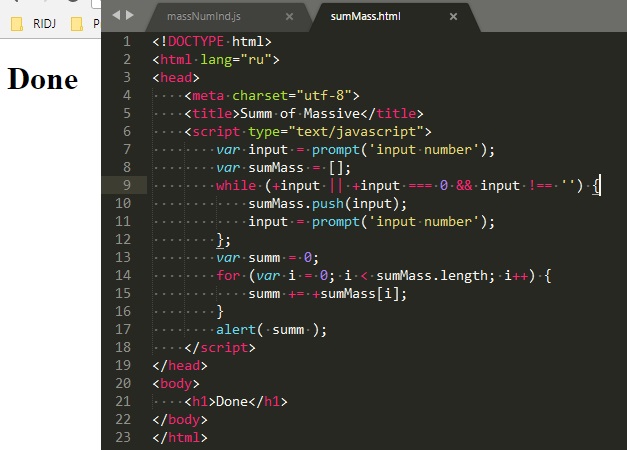 RIDJ
Done
massNumInd.js
sumMass.html
1 <!DOCTYPE html>
2 <html lang="ru">
3 <head>
4 <meta charset="utf-8">
5 <title>Summ of Massive</title>
6 <script type="text/javascript">
7 var input = prompt('input number');
8 var sumMass = [];
9 while (+input || +input === 0 && input !== '') {
10 sumMass.push(input);
11 input = prompt('input number');
12 };
13 var summ = 0;
14 for (var i = 0; i < sumMass.length; i++) {
15 summ += +sumMass[i];
16 }
17 alert( summ );
18 </script>
19 </head>
20 <body>
21 <h1>Done</h1>
22 </body>
23 </html>